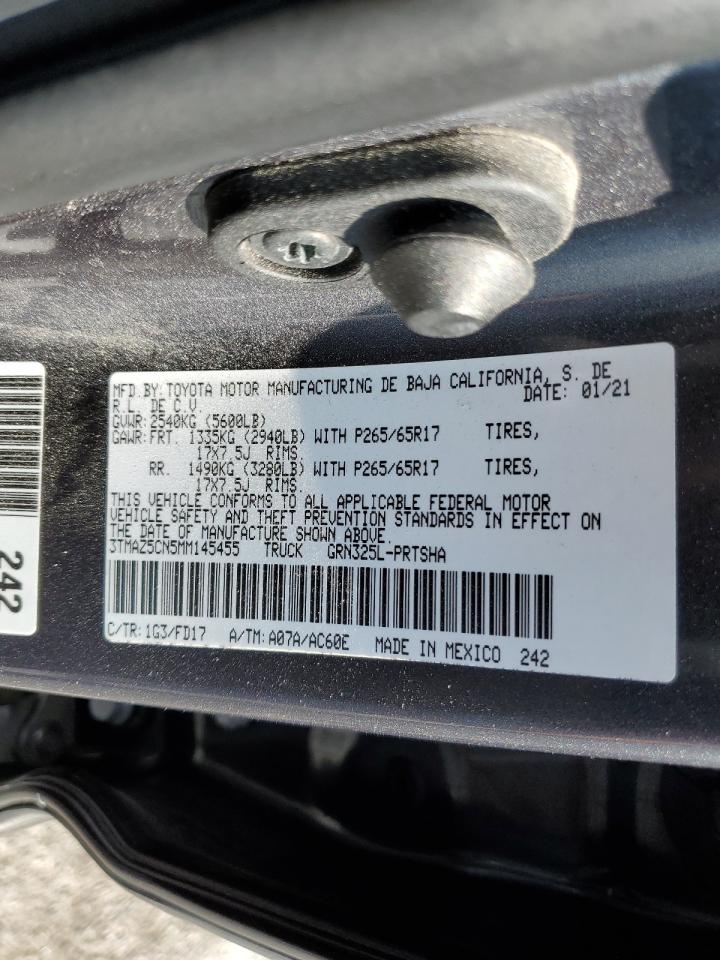 MFD.BY:TOYOTA MOTOR MANUFACTURING DE BAJA CALIFORNIA, S. DE
R.L. DE C.V. DATE: 01/21
GVWR: 2540KG (5600LB)
GAWR:FRT. 1335KG (2940LB) WITH P265/65R17 TIRES,
17X7.5J RIMS.
RR. 1490KG (3280LB) WITH P265/65R17 TIRES,
17X7.5J RIMS
THIS VEHICLE CONFORMS TO ALL APPLICABLE FEDERAL MOTOR
VEHICLE SAFETY AND THEFT PREVENTION STANDARDS IN EFFECT ON
THE DATE OF MANUFACTURE SHOWN ABOVE.
3TMAZ5CN5MM145455 TRUCK GRN325L-PRTSHA
C/TR: 1G3/FD17 A/TM: A07A/AC60E MADE IN MEXICO 242
242